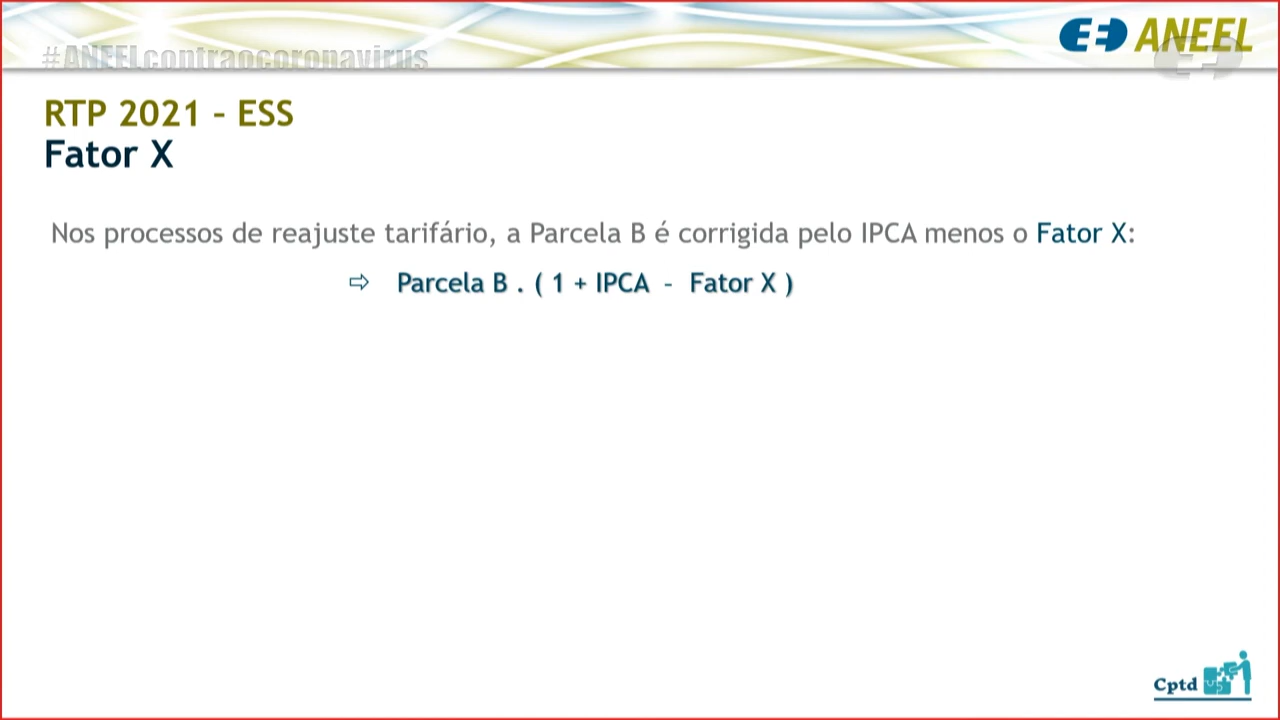 #ANEELcontraocoronavirus
ANEEL
RTP 2021 – ESS
Fator X
Nos processos de reajuste tarifário, a Parcela B é corrigida pelo IPCA menos o Fator X:
⇨ Parcela B . ( 1 + IPCA – Fator X )
Cptd